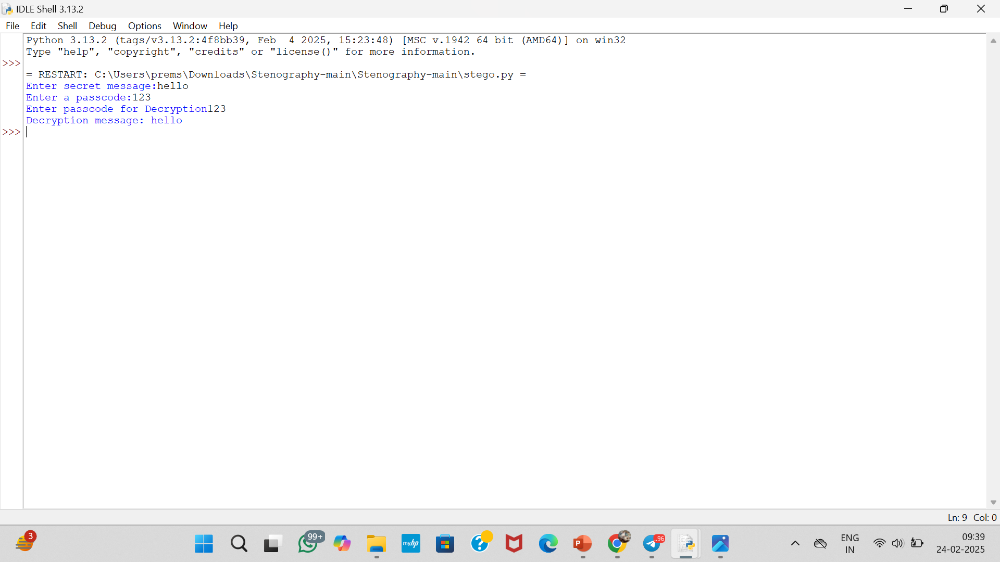 IDLE Shell 3.13.2
File Edit Shell Debug Options Window Help
Python 3.13.2 (tags/v3.13.2:4f8bb39, Feb  4 2025, 15:23:48) [MSC v.1942 64 bit (AMD64)] on win32
Type "help", "copyright", "credits" or "license()" for more information.
>>>
= RESTART: C:\Users\prems\Downloads\Stenography-main\Stenography-main\stego.py =
Enter secret message:hello
Enter a passcode:123
Enter passcode for Decryption123
Decryption message: hello
>>>
Ln: 9 Col: 0
3
99+
myhp
?
P
..96
ENG
IN
09:39
24-02-2025